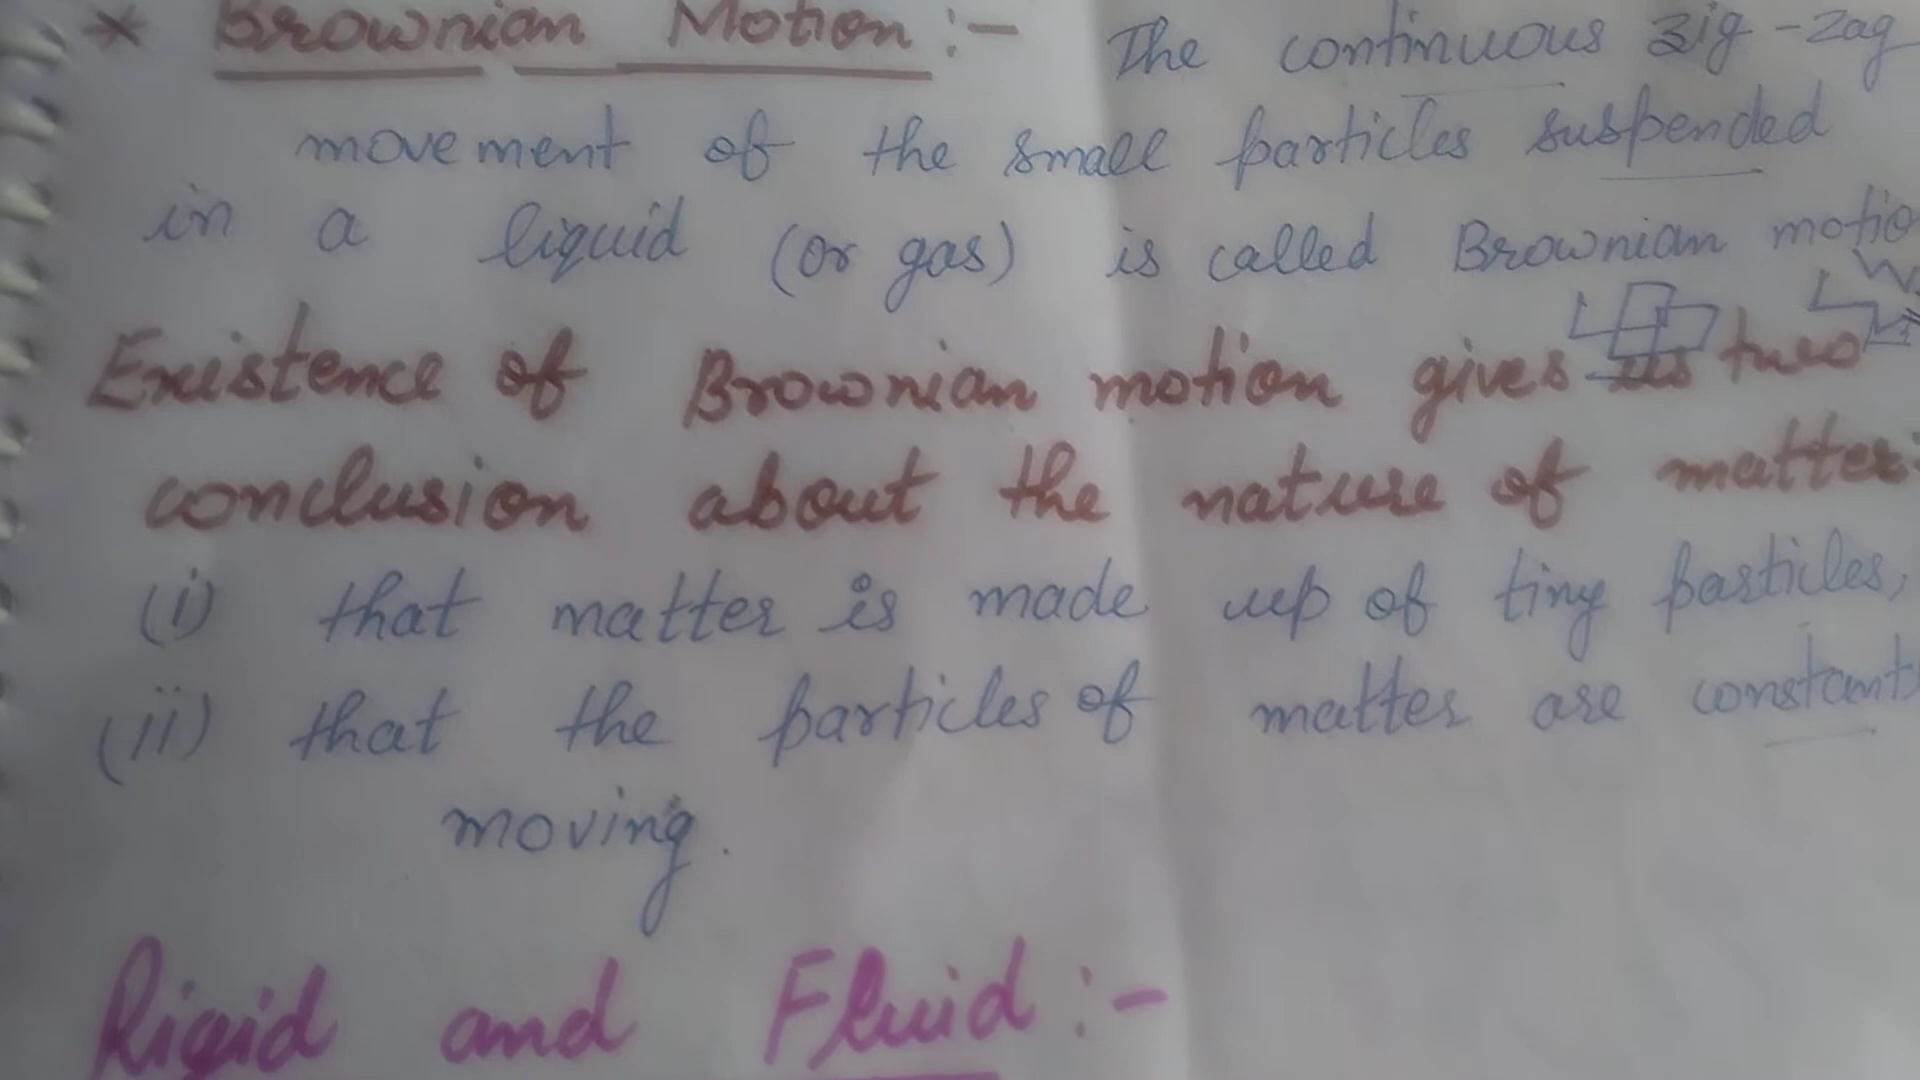 * Brownian Motion :- The continuous zig-zag
movement of the small particles suspended
in a liquid (or gas) is called Brownian motio
Existence of Brownian motion gives us two
conclusion about the nature of matter:
(i) that matter is made up of tiny particles,
(ii) that the particles of matter are constant
moving.
Rigid and Fluid :-